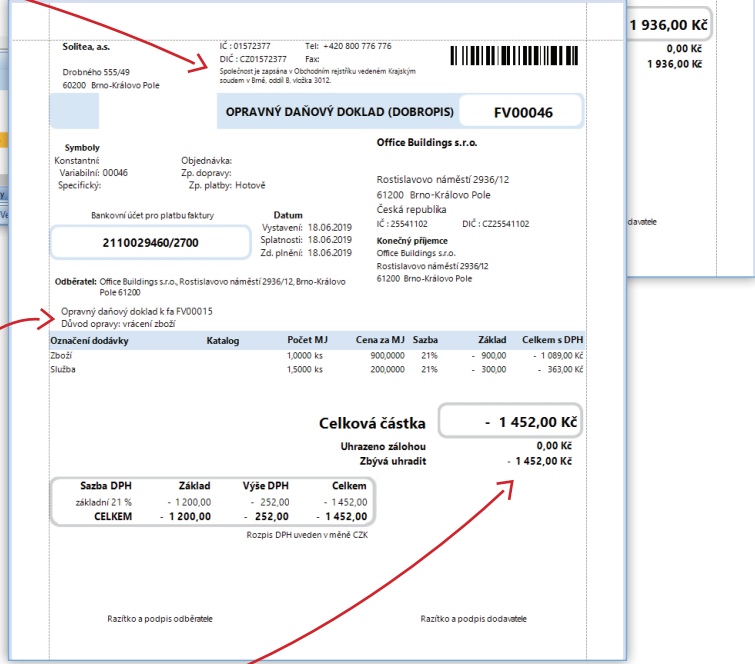 Solitea, a.s.
Drobného 555/49
60200 Brno-Královo Pole
IČ : 01572377 Tel: +420 800 776 776
DIČ : CZ01572377 Fax:
Společnost je zapsána v Obchodním rejstříku vedeném Krajským
soudem v Brně, oddíl B, vložka 3012.
OPRAVNÝ DAŇOVÝ DOKLAD (DOBROPIS) FV00046
Symboly
Konstantní:
Variabilní: 00046
Specifický:
Objednávka:
Zp. dopravy:
Zp. platby: Hotově
Bankovní účet pro platbu faktury
2110029460/2700
Datum
Vystavení: 18.06.2019
Splatnosti: 18.06.2019
Zd. plnění: 18.06.2019
Office Buildings s.r.o.
Rostislavovo náměstí 2936/12
61200 Brno-Královo Pole
Česká republika
IČ : 25541102 DIČ : CZ25541102
Konečný příjemce
Office Buildings s.r.o.
Rostislavovo náměstí 2936/12
61200 Brno-Královo Pole
Odběratel: Office Buildings s.r.o., Rostislavovo náměstí 2936/12, Brno-Královo
Pole 61200
Opravný daňový doklad k fa FV00015
Důvod opravy: vrácení zboží
Označení dodávky Katalog Počet MJ Cena za MJ Sazba Základ Celkem s DPH
Zboží 1,0000 ks 900,0000 21% - 900,00 - 1 089,00 Kč
Služba 1,5000 ks 200,0000 21% - 300,00 - 363,00 Kč
Celková částka - 1 452,00 Kč
Uhrazeno zálohou 0,00 Kč
Zbývá uhradit - 1 452,00 Kč
Sazba DPH Základ Výše DPH Celkem
základní 21 % - 1 200,00 - 252,00 - 1 452,00
CELKEM - 1 200,00 - 252,00 - 1 452,00
Rozpis DPH uveden v měně CZK
Razítko a podpis odběratele Razítko a podpis dodavatele
1 936,00 Kč
0,00 Kč
1 936,00 Kč
davatele